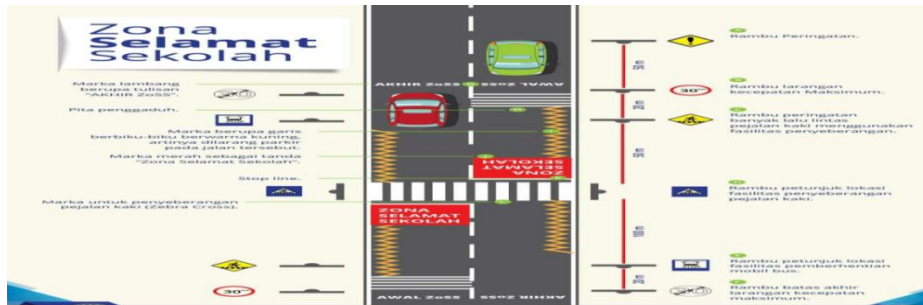 Zona
Selamat
Sekolah
Marka lambang
berupa tulisan
"AKHIR ZoSS".
Pita penggaduh.
Marka berupa garis
berbiku-biku berwarna kuning,
artinya dilarang parkir
pada jalan tersebut.
Marka merah sebagai tanda
"Zona Selamat Sekolah".
Stop line.
Marka untuk penyeberangan
pejalan kaki (Zebra Cross).
30
AKHIR ZoSS
AWAL ZoSS
ZONA
SELAMAT
SEKOLAH
ZONA
SELAMAT
SEKOLAH
AWAL ZoSS
AKHIR ZoSS
Rambu Peringatan.
Rambu larangan
kecepatan Maksimum.
30
Rambu peringatan
banyak lalu lintas
pejalan kaki menggunakan
fasilitas penyeberangan.
Rambu petunjuk lokasi
fasilitas penyeberangan
pejalan kaki.
Rambu petunjuk lokasi
fasilitas pemberhentian
mobil bus.
Rambu batas akhir
larangan kecepatan
maksimum.